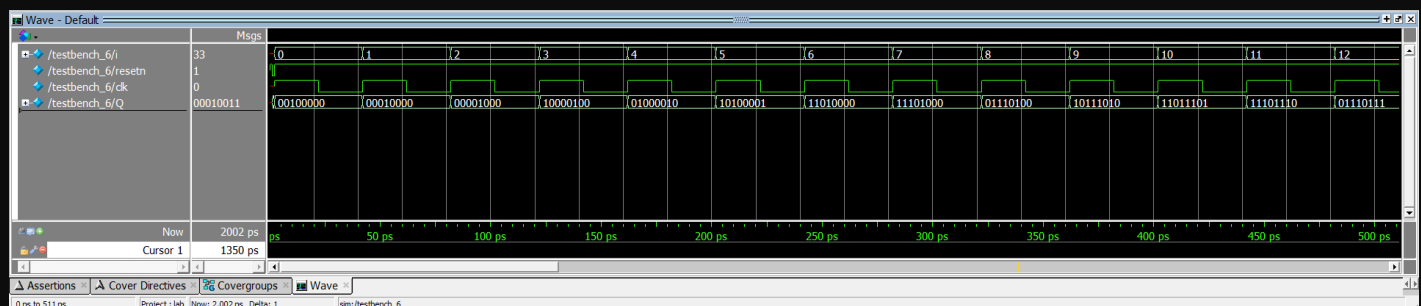 Wave - Default
Msgs
/testbench_6/i 33 0 1 2 3 4 5 6 7 8 9 10 11 12
/testbench_6/resetn 1
/testbench_6/clk 0
/testbench_6/Q 00010011 00100000 00010000 00001000 10000100 01000010 10100001 11010000 11101000 01110100 10111010 11011101 11101110 01110111
Now 2002 ps ps 50 ps 100 ps 150 ps 200 ps 250 ps 300 ps 350 ps 400 ps 450 ps 500 ps
Cursor 1 1350 ps
Assertions Cover Directives Covergroups Wave
0 ps to 511 ps Project : lab Now: 2,002 ps Delta: 1 sim:/testbench_6